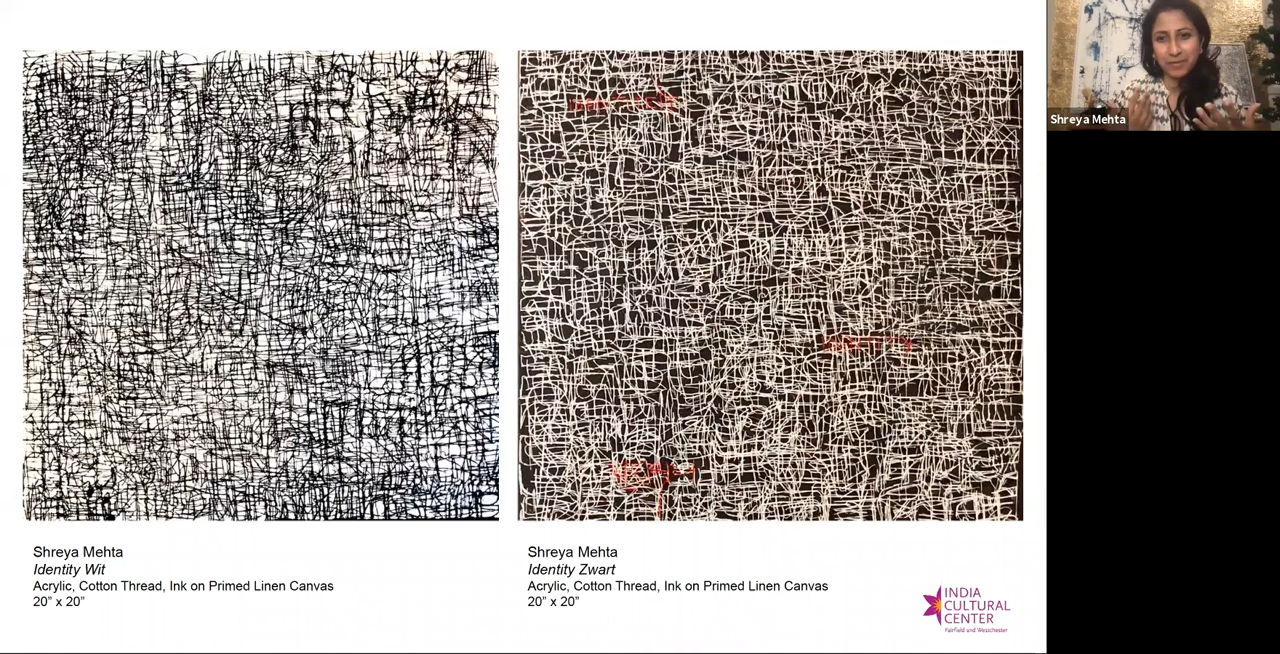 Shreya Mehta
Shreya Mehta
Identity Wit
Acrylic, Cotton Thread, Ink on Primed Linen Canvas
20” x 20”
Shreya Mehta
Identity Zwart
Acrylic, Cotton Thread, Ink on Primed Linen Canvas
20” x 20”
INDIA
CULTURAL
CENTER
Fairfield and Westchester